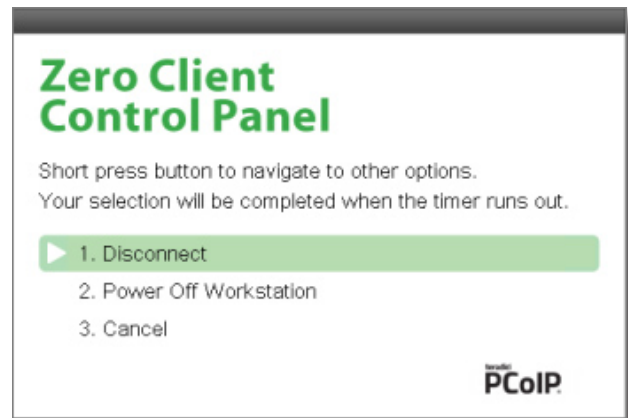 Zero Client
Control Panel
Short press button to navigate to other options.
Your selection will be completed when the timer runs out.
1. Disconnect
2. Power Off Workstation
3. Cancel
teradici
PCoIP